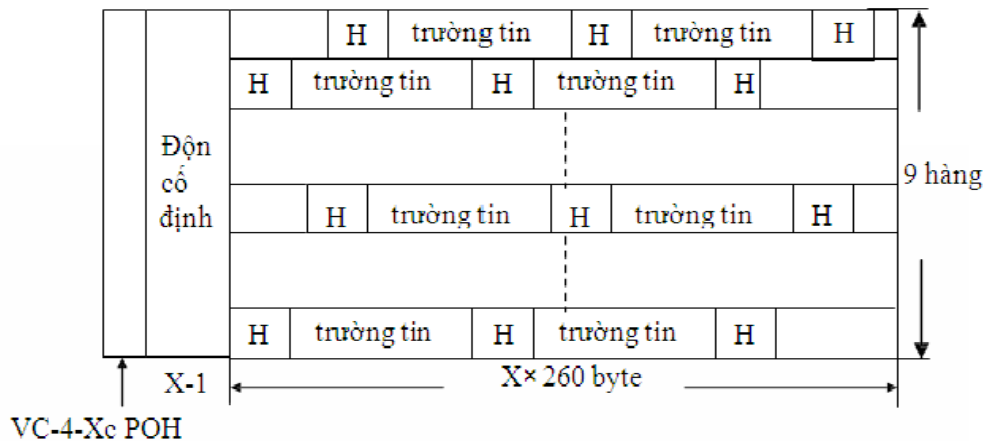 H trường tin H trường tin H
H trường tin H trường tin H
Độn
cố
định
9 hàng
H trường tin H trường tin H
H trường tin H trường tin H
X-1
X× 260 byte
VC-4-Xc POH